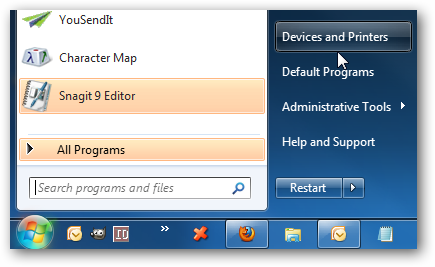 YouSendIt
Character Map
Snagit 9 Editor
All Programs
Search programs and files
Devices and Printers
Default Programs
Administrative Tools
Help and Support
Restart